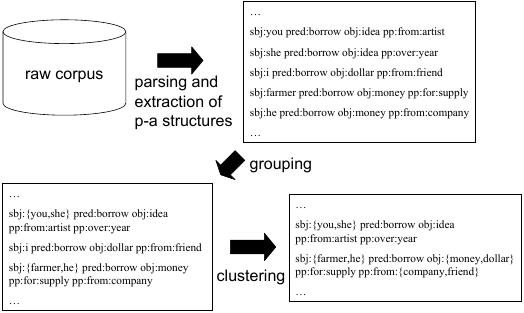 raw corpus
parsing and
extraction of
p-a structures
…
sbj:you pred:borrow obj:idea pp:from:artist
sbj:she pred:borrow obj:idea pp:over:year
sbj:i pred:borrow obj:dollar pp:from:friend
sbj:farmer pred:borrow obj:money pp:for:supply
sbj:he pred:borrow obj:money pp:from:company
…
grouping
…
sbj:{you,she} pred:borrow obj:idea
pp:from:artist pp:over:year
sbj:i pred:borrow obj:dollar pp:from:friend
sbj:{farmer,he} pred:borrow obj:money
pp:for:supply pp:from:company
…
clustering
…
sbj:{you,she} pred:borrow obj:idea
pp:from:artist pp:over:year
sbj:{farmer,he} pred:borrow obj:{money,dollar}
pp:for:supply pp:from:{company,friend}
…